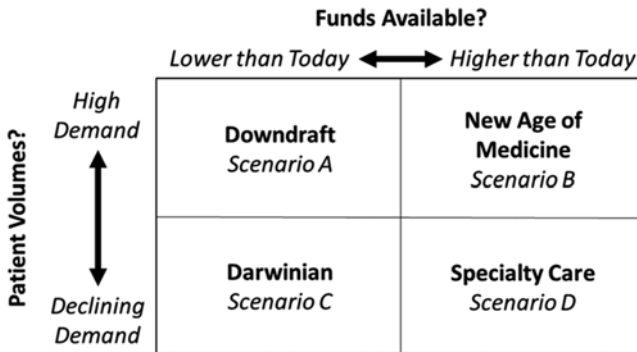 Funds Available?
Lower than Today
Higher than Today
Patient Volumes?
High
Demand
Downdraft
Scenario A
New Age of
Medicine
Scenario B
Declining
Demand
Darwinian
Scenario C
Specialty Care
Scenario D